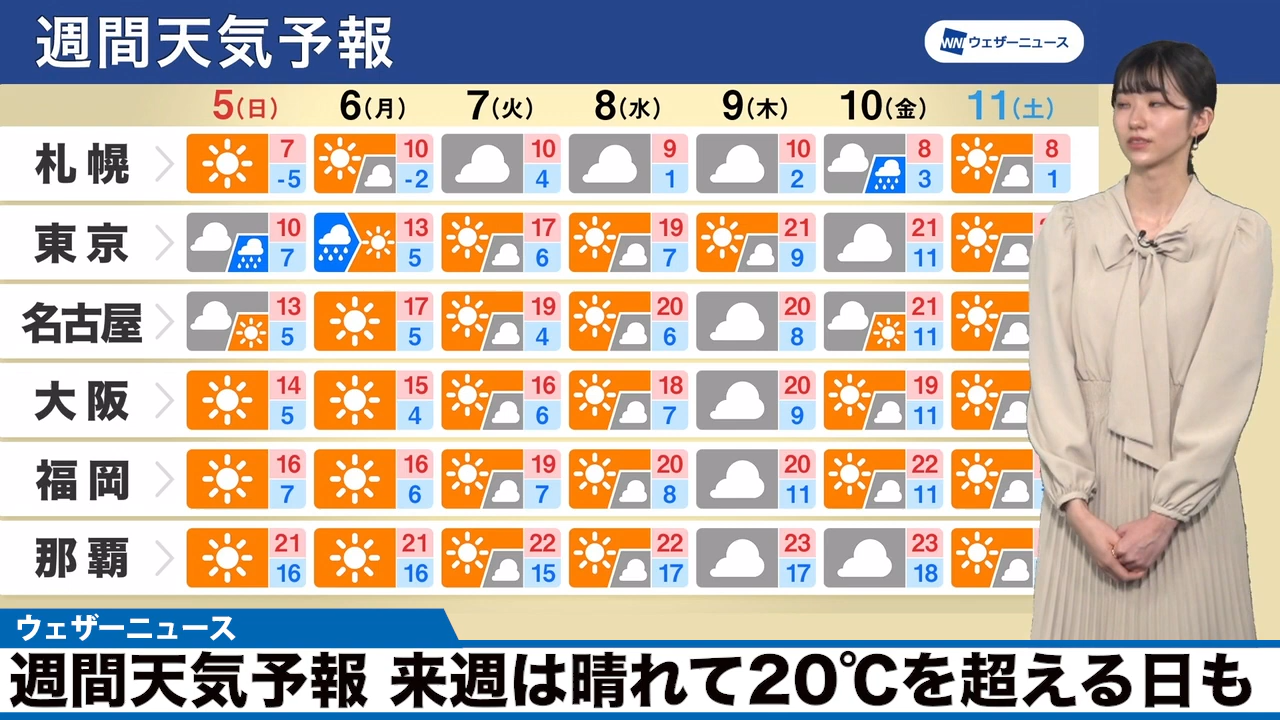 週間天気予報
WNI ウェザーニュース
5(日) 6(月) 7(火) 8(水) 9(木) 10(金) 11(土)
札幌 7 -5 10 -2 10 4 9 1 10 2 8 3 8 1
東京 10 7 13 5 17 6 19 7 21 9 21 11
名古屋 13 5 17 5 19 4 20 6 20 8 21 11
大阪 14 5 15 4 16 6 18 7 20 9 19 11
福岡 16 7 16 6 19 7 20 8 20 11 22 11
那覇 21 16 21 16 22 15 22 17 23 17 23 18
ウェザーニュース
週間天気予報 来週は晴れて20℃を超える日も